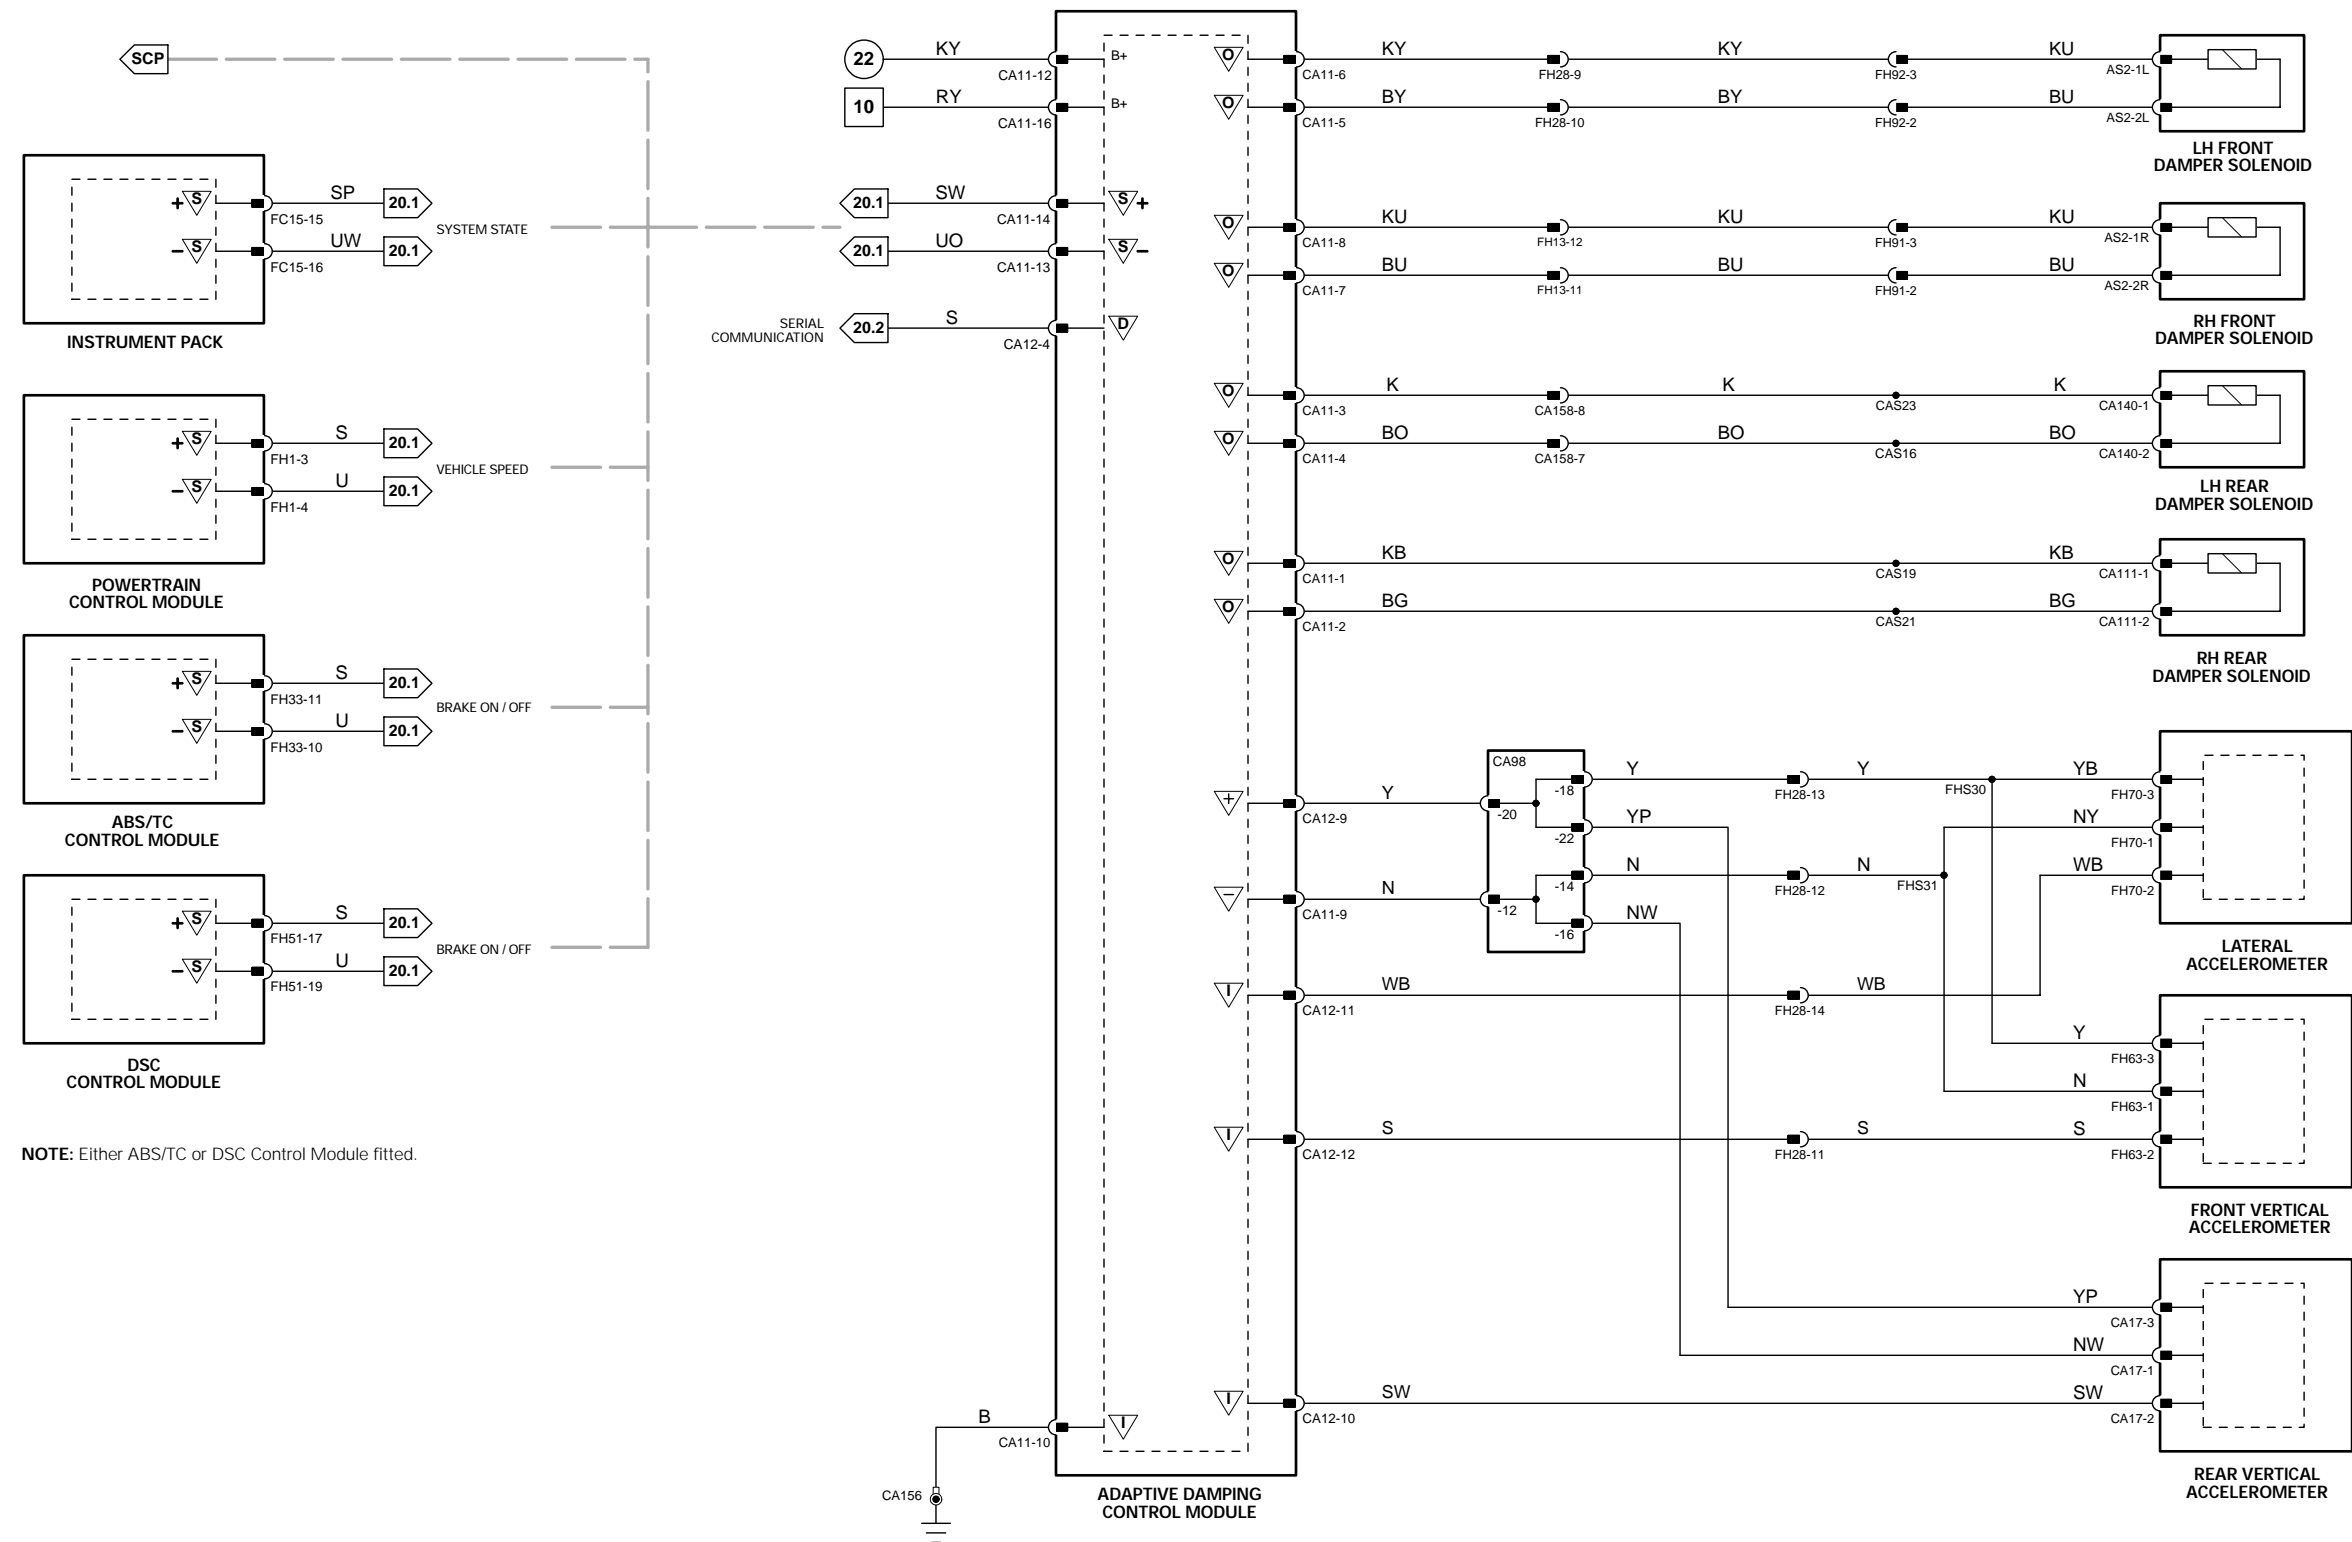 SCP
INSTRUMENT PACK
+ S
SP
20.1
FC15-15
SYSTEM STATE
– S
UW
20.1
FC15-16
POWERTRAIN
CONTROL MODULE
+ S
S
20.1
FH1-3
VEHICLE SPEED
– S
U
20.1
FH1-4
ABS/TC
CONTROL MODULE
+ S
S
20.1
FH33-11
BRAKE ON / OFF
– S
U
20.1
FH33-10
DSC
CONTROL MODULE
+ S
S
20.1
FH51-17
BRAKE ON / OFF
– S
U
20.1
FH51-19
NOTE: Either ABS/TC or DSC Control Module fitted.
22
KY
CA11-12
B+
10
RY
CA11-16
B+
20.1
SW
CA11-14
S +
20.1
UO
CA11-13
S –
SERIAL
COMMUNICATION
20.2
S
CA12-4
D
B
CA11-10
I
CA156
ADAPTIVE DAMPING
CONTROL MODULE
O
CA11-6
KY
FH28-9
KY
FH92-3
KU
AS2-1L
O
CA11-5
BY
FH28-10
BY
FH92-2
BU
AS2-2L
LH FRONT
DAMPER SOLENOID
O
CA11-8
KU
FH13-12
KU
FH91-3
KU
AS2-1R
O
CA11-7
BU
FH13-11
BU
FH91-2
BU
AS2-2R
RH FRONT
DAMPER SOLENOID
O
CA11-3
K
CA158-8
K
CAS23
K
CA140-1
O
CA11-4
BO
CA158-7
BO
CAS16
BO
CA140-2
LH REAR
DAMPER SOLENOID
O
CA11-1
KB
CAS19
KB
CA111-1
O
CA11-2
BG
CAS21
BG
CA111-2
RH REAR
DAMPER SOLENOID
+
CA12-9
Y
CA98
-20
-18
Y
FH28-13
Y
FHS30
YB
FH70-3
-22
YP
NY
FH70-1
–
CA11-9
N
-12
-14
N
FH28-12
N
FHS31
WB
FH70-2
-16
NW
LATERAL
ACCELEROMETER
I
CA12-11
WB
FH28-14
WB
Y
FH63-3
N
FH63-1
I
CA12-12
S
FH28-11
S
S
FH63-2
FRONT VERTICAL
ACCELEROMETER
YP
CA17-3
NW
CA17-1
I
CA12-10
SW
SW
CA17-2
REAR VERTICAL
ACCELEROMETER